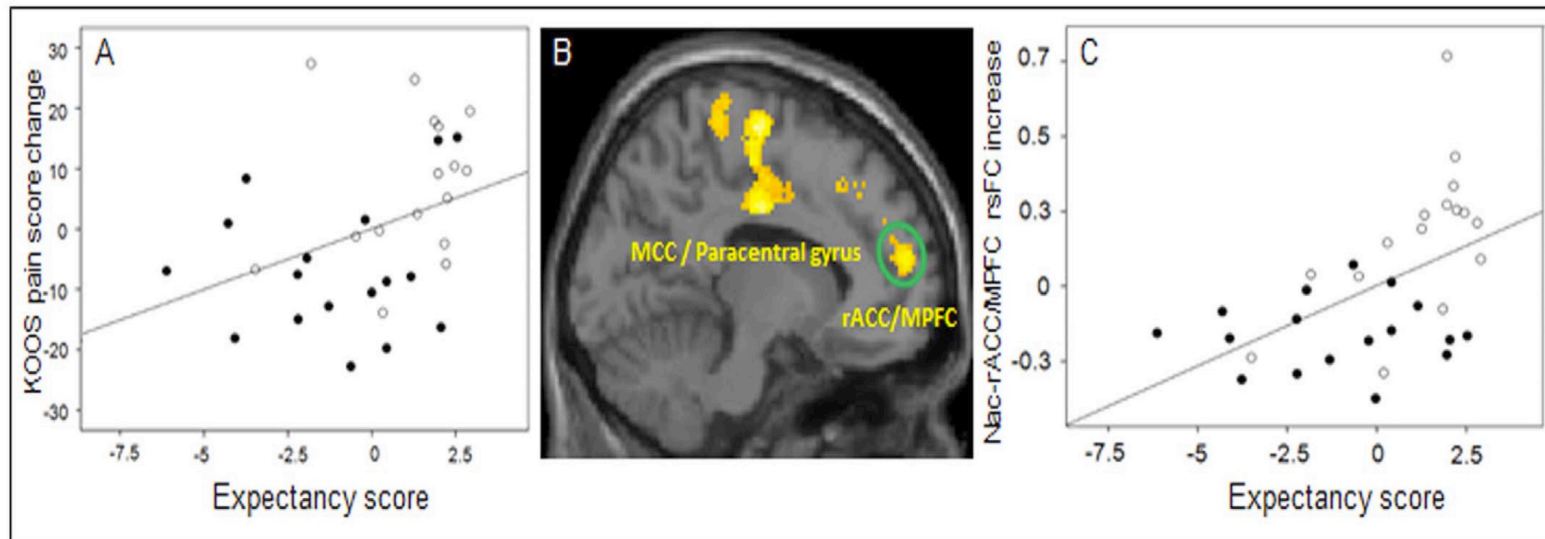 A
KOOS pain score change
30
20
10
0
-10
-20
-30
-7.5
-5
-2.5
0
2.5
Expectancy score
B
MCC / Paracentral gyrus
rACC/MPFC
C
Nac-rACC/MPFC rsFC increase
0.7
0.5
0.3
0
-0.3
-7.5
-5
-2.5
0
2.5
Expectancy score